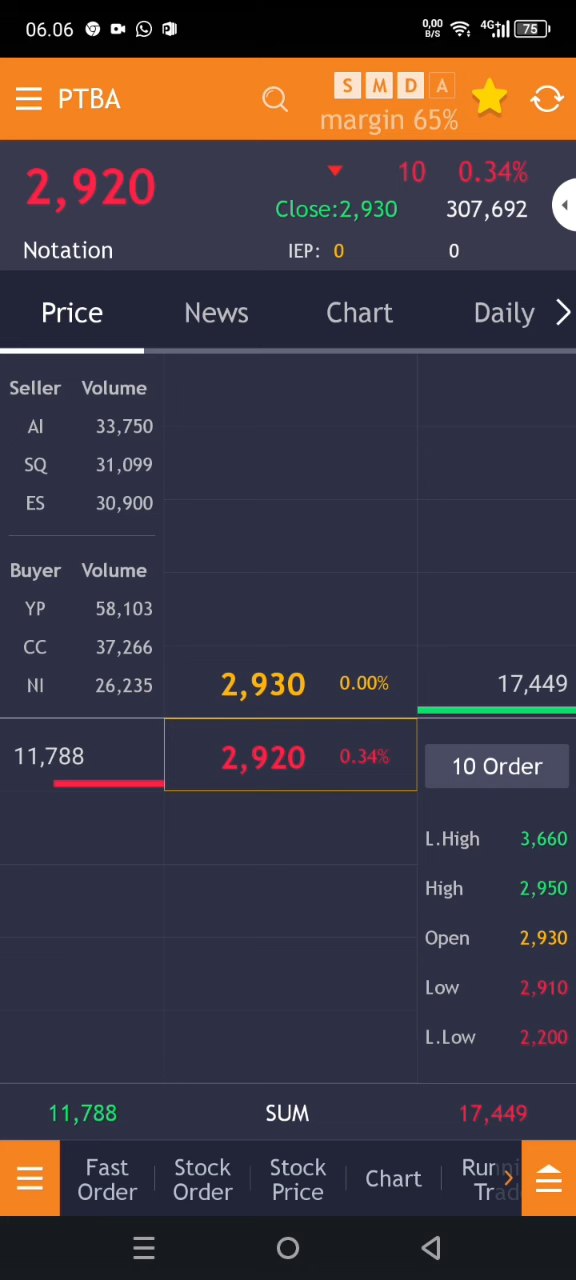 06.06
0,00 B/S
4G+
75
PTBA
S M D A
margin 65%
2,920
10 0.34%
Close:2,930 307,692
Notation
IEP: 0 0
Price News Chart Daily
Seller Volume
AI 33,750
SQ 31,099
ES 30,900
Buyer Volume
YP 58,103
CC 37,266
NI 26,235
2,930 0.00% 17,449
11,788 2,920 0.34%
10 Order
L.High 3,660
High 2,950
Open 2,930
Low 2,910
L.Low 2,200
11,788 SUM 17,449
Fast Order
Stock Order
Stock Price
Chart